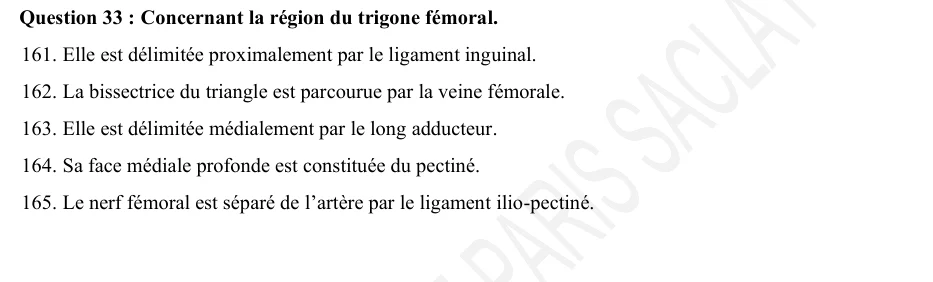 Question 33 : Concernant la région du trigone fémoral.
161. Elle est délimitée proximalement par le ligament inguinal.
162. La bissectrice du triangle est parcourue par la veine fémorale.
163. Elle est délimitée médialement par le long adducteur.
164. Sa face médiale profonde est constituée du pectiné.
165. Le nerf fémoral est séparé de l’artère par le ligament ilio-pectiné.
PARIS SACLAY